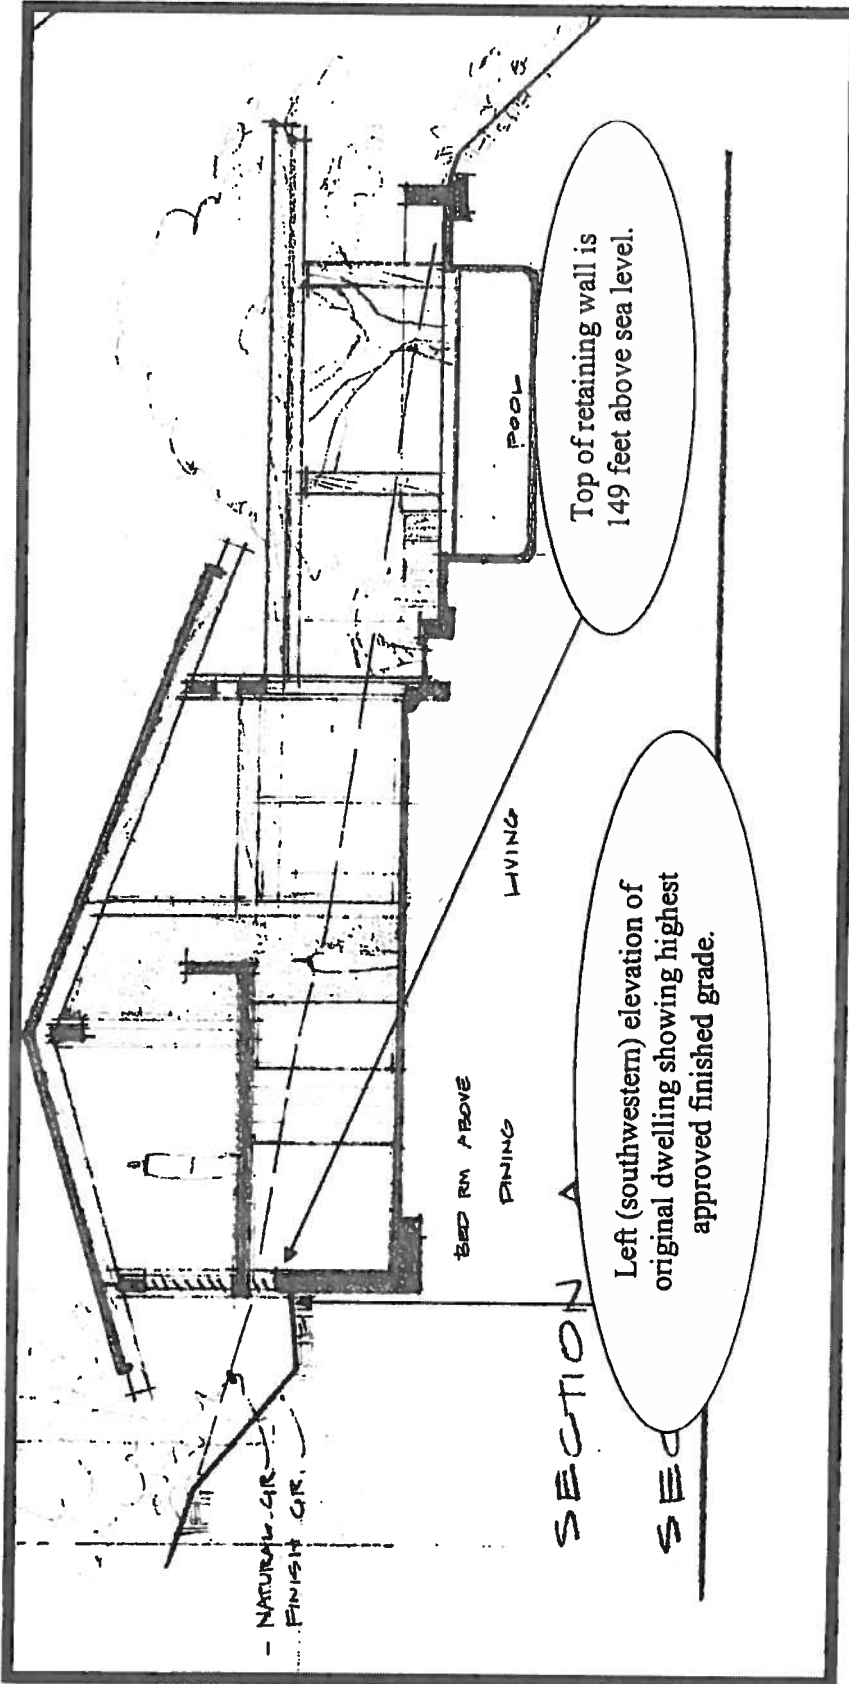 - NATURAL GR.
FINISH GR.
BED RM ABOVE
DINING
LIVING
POOL
SECTION A
SEC
Left (southwestern) elevation of
original dwelling showing highest
approved finished grade.
Top of retaining wall is
149 feet above sea level.